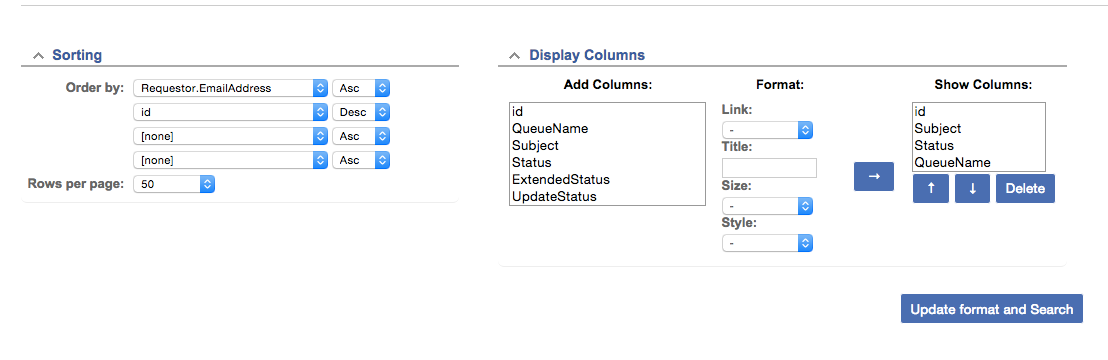 Sorting
Order by: Requestor.EmailAddress Asc
id Desc
[none] Asc
[none] Asc
Rows per page: 50
Display Columns
Add Columns:
id
QueueName
Subject
Status
ExtendedStatus
UpdateStatus
Format:
Link:
-
Title:
Size:
-
Style:
-
→
Show Columns:
id
Subject
Status
QueueName
↑ ↓ Delete
Update format and Search